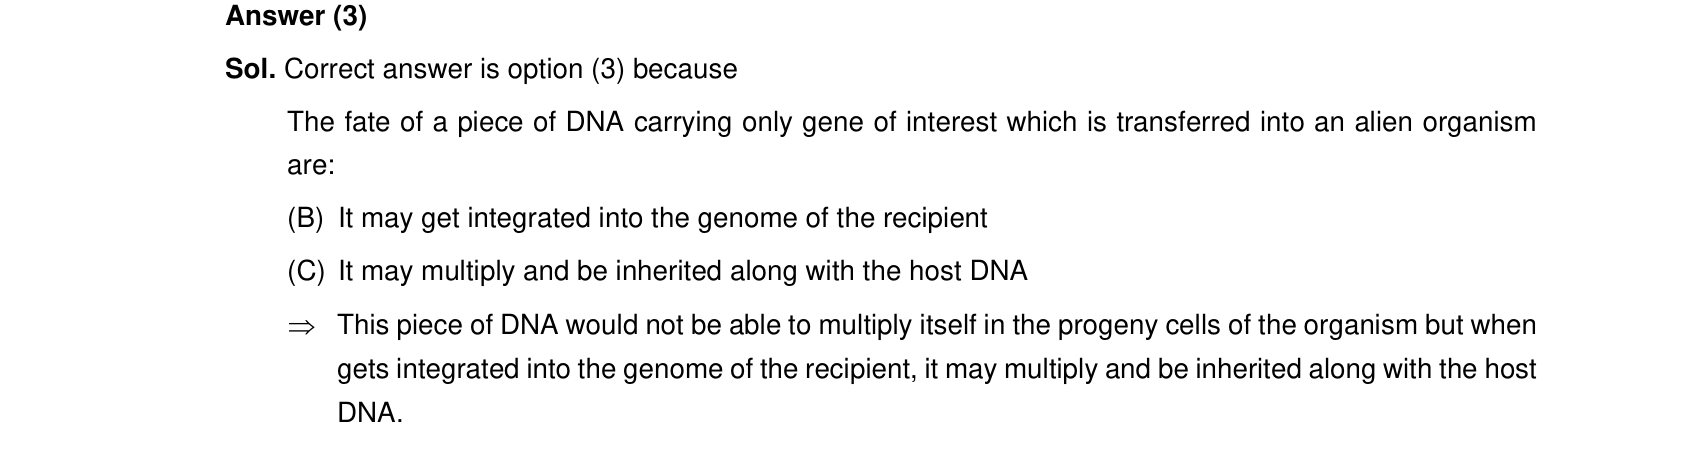 Answer (3)
Sol. Correct answer is option (3) because
The fate of a piece of DNA carrying only gene of interest which is transferred into an alien organism
are:
(B) It may get integrated into the genome of the recipient
(C) It may multiply and be inherited along with the host DNA
⇒ This piece of DNA would not be able to multiply itself in the progeny cells of the organism but when
gets integrated into the genome of the recipient, it may multiply and be inherited along with the host
DNA.